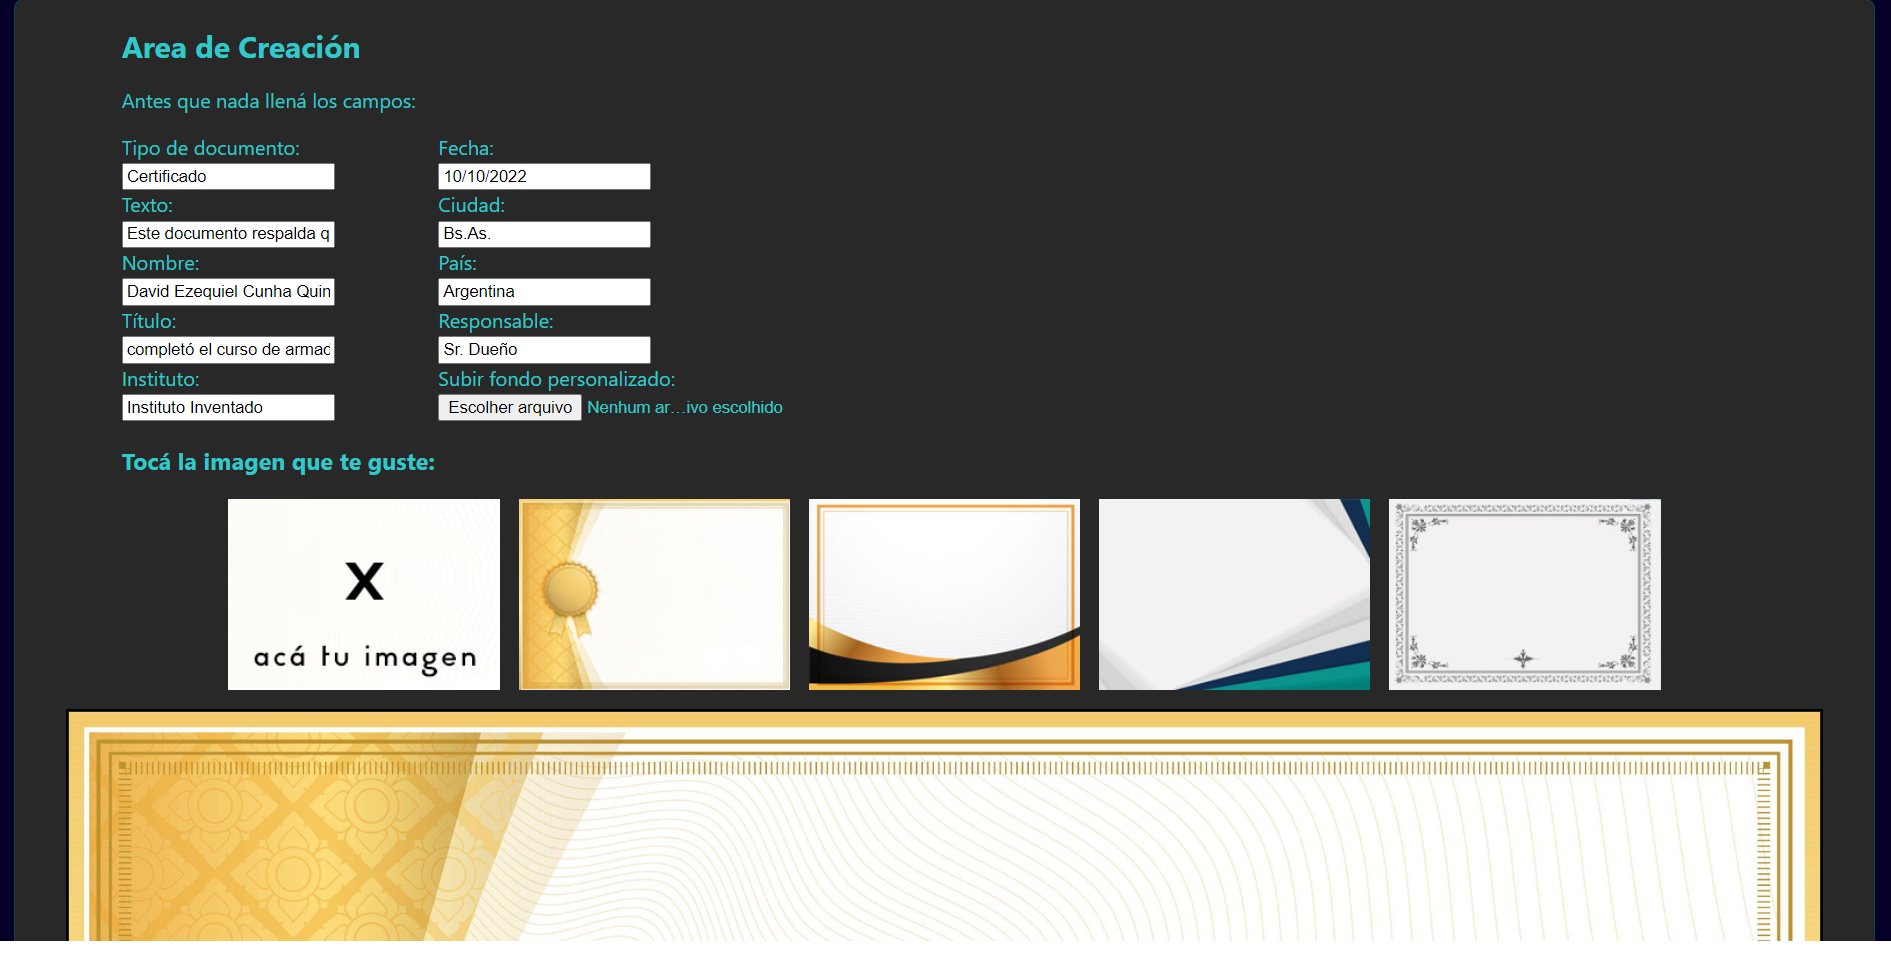 Area de Creación
Antes que nada llená los campos:
Tipo de documento:
Certificado
Texto:
Este documento respalda q
Nombre:
David Ezequiel Cunha Quin
Título:
completó el curso de armad
Instituto:
Instituto Inventado
Fecha:
10/10/2022
Ciudad:
Bs.As.
País:
Argentina
Responsable:
Sr. Dueño
Subir fondo personalizado:
Escolher arquivo Nenhum ar...ivo escolhido
Tocá la imagen que te guste:
X
acá tu imagen